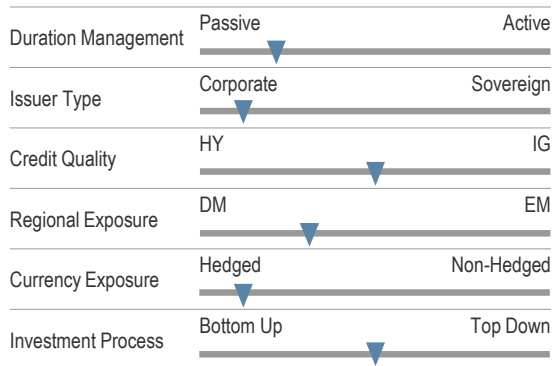 Duration Management Passive Active
Issuer Type Corporate Sovereign
Credit Quality HY IG
Regional Exposure DM EM
Currency Exposure Hedged Non-Hedged
Investment Process Bottom Up Top Down